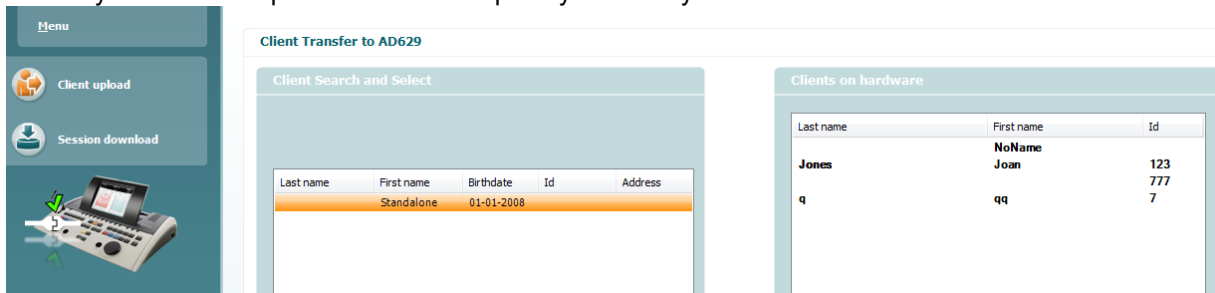 Menu
Client upload
Session download
Client Transfer to AD629
Client Search and Select
Last name First name Birthdate Id Address
Standalone 01-01-2008
Clients on hardware
Last name First name Id
NoName
Jones Joan 123
777
q qq 7